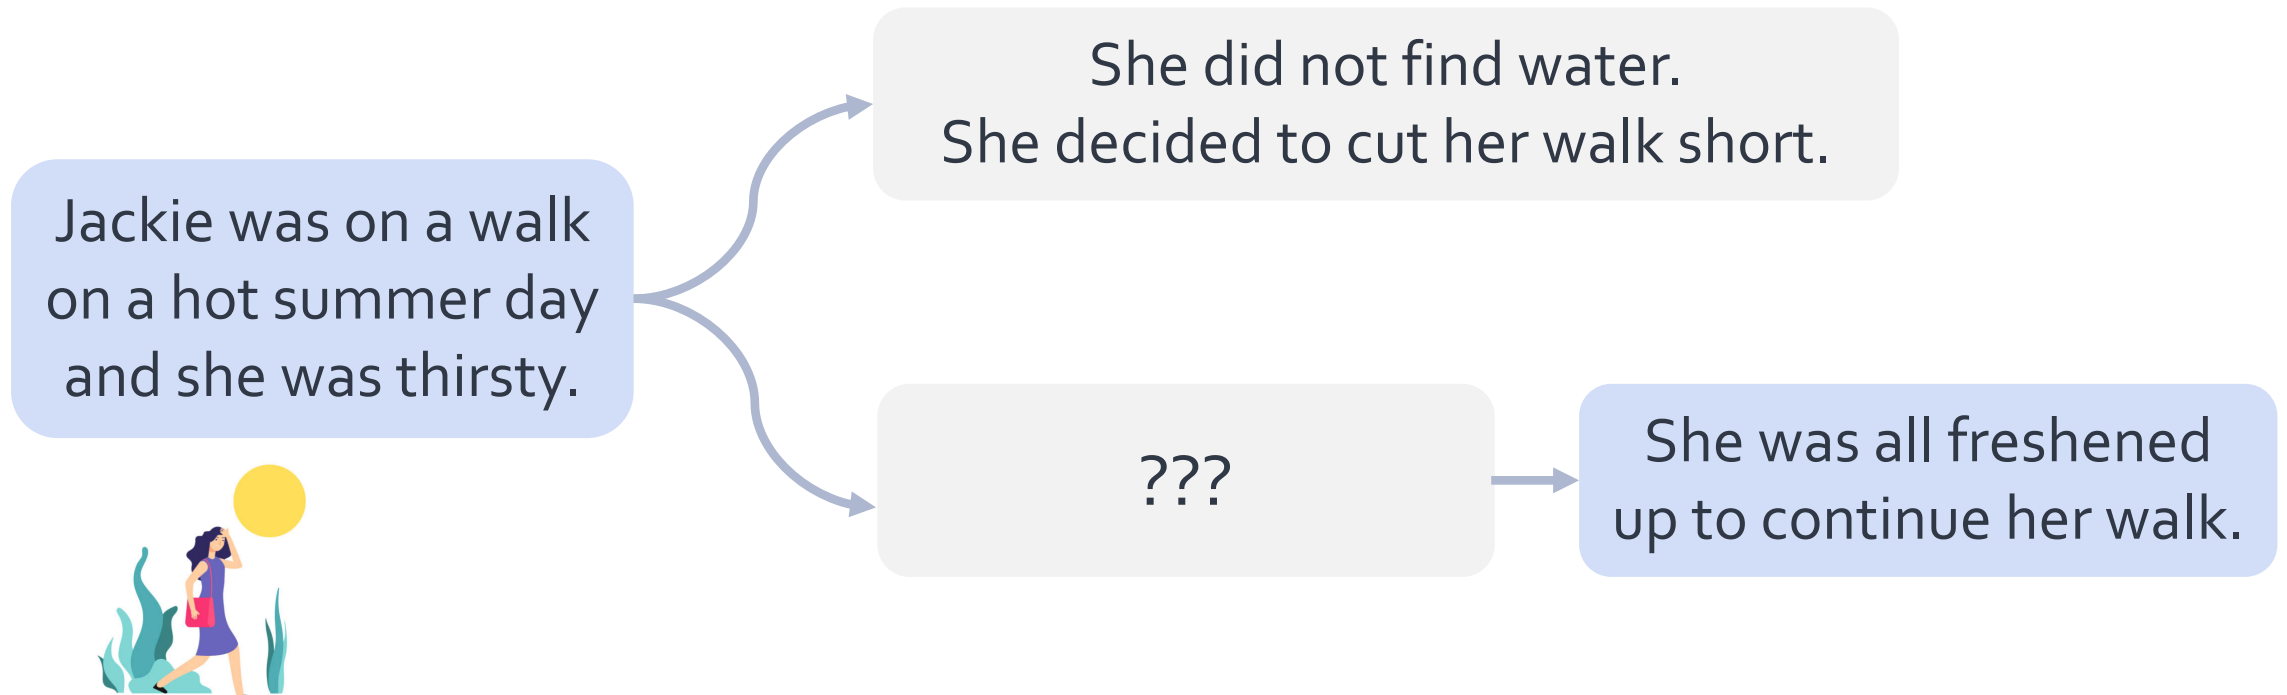 Jackie was on a walk
on a hot summer day
and she was thirsty.
She did not find water.
She decided to cut her walk short.
???
She was all freshened
up to continue her walk.